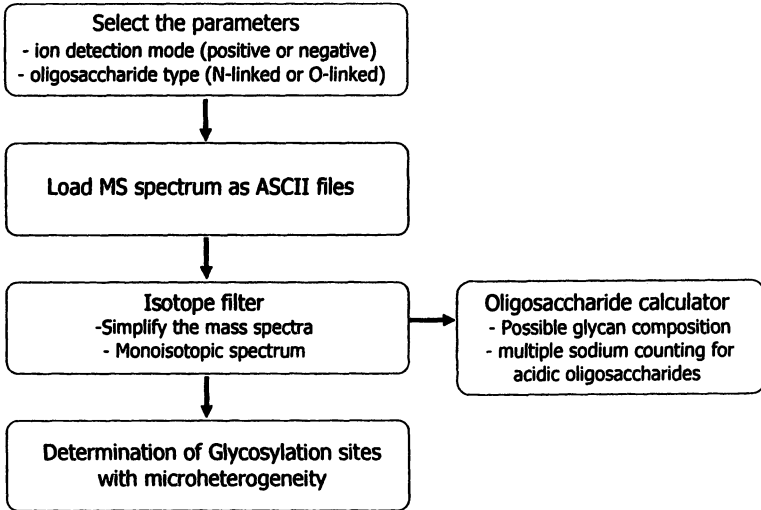 Select the parameters
- ion detection mode (positive or negative)
- oligosaccharide type (N-linked or O-linked)
Load MS spectrum as ASCII files
Isotope filter
-Simplify the mass spectra
- Monoisotopic spectrum
Oligosaccharide calculator
- Possible glycan composition
- multiple sodium counting for
acidic oligosaccharides
Determination of Glycosylation sites
with microheterogeneity